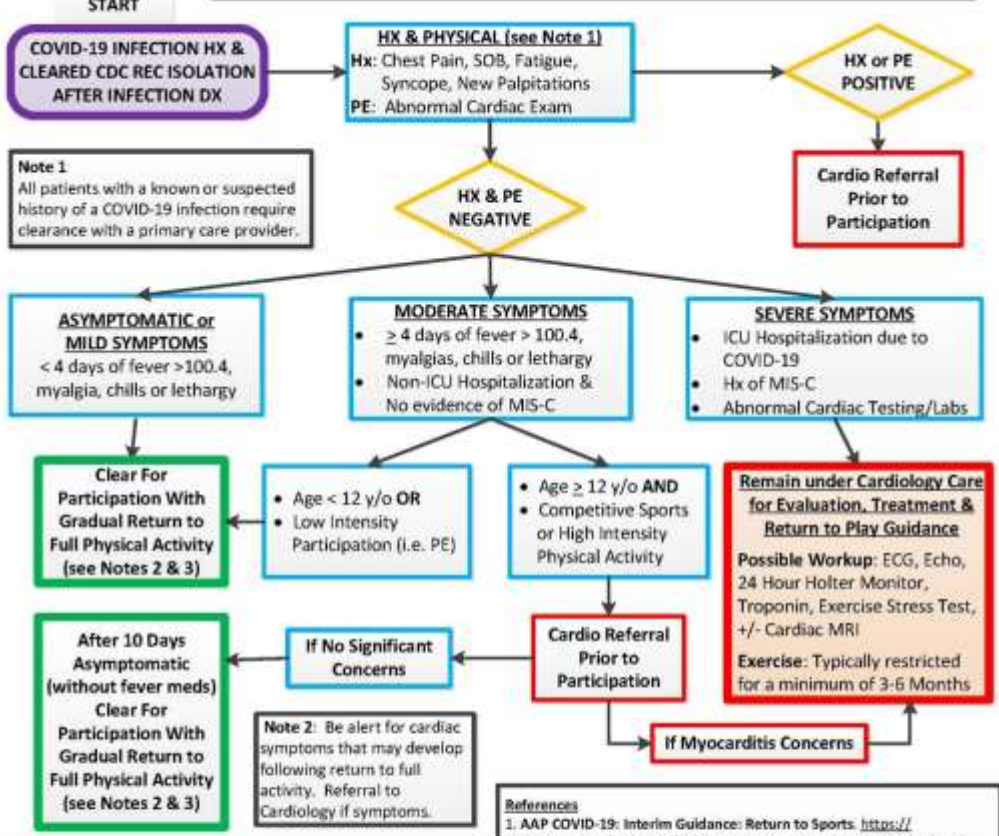 START
COVID-19 INFECTION HX &
CLEARED CDC REC ISOLATION
AFTER INFECTION DX
HX & PHYSICAL (see Note 1)
Hx: Chest Pain, SOB, Fatigue,
Syncope, New Palpitations
PE: Abnormal Cardiac Exam
HX or PE
POSITIVE
Cardio Referral
Prior to
Participation
Note 1
All patients with a known or suspected
history of a COVID-19 infection require
clearance with a primary care provider.
HX & PE
NEGATIVE
ASYMPTOMATIC or
MILD SYMPTOMS
< 4 days of fever >100.4,
myalgia, chills or lethargy
MODERATE SYMPTOMS
• ≥ 4 days of fever > 100.4,
myalgias, chills or lethargy
• Non-ICU Hospitalization &
No evidence of MIS-C
SEVERE SYMPTOMS
• ICU Hospitalization due to
COVID-19
• Hx of MIS-C
• Abnormal Cardiac Testing/Labs
Clear For
Participation With
Gradual Return to
Full Physical Activity
(see Notes 2 & 3)
• Age < 12 y/o OR
• Low Intensity
Participation (i.e. PE)
• Age ≥ 12 y/o AND
• Competitive Sports
or High Intensity
Physical Activity
Remain under Cardiology Care
for Evaluation, Treatment &
Return to Play Guidance
Possible Workup: ECG, Echo,
24 Hour Holter Monitor,
Troponin, Exercise Stress Test,
+/- Cardiac MRI
Exercise: Typically restricted
for a minimum of 3-6 Months
After 10 Days
Asymptomatic
(without fever meds)
Clear For
Participation With
Gradual Return to
Full Physical Activity
(see Notes 2 & 3)
If No Significant
Concerns
Cardio Referral
Prior to
Participation
If Myocarditis Concerns
Note 2: Be alert for cardiac
symptoms that may develop
following return to full
activity. Referral to
Cardiology if symptoms.
References
1. AAP COVID-19: Interim Guidance: Return to Sports. https://